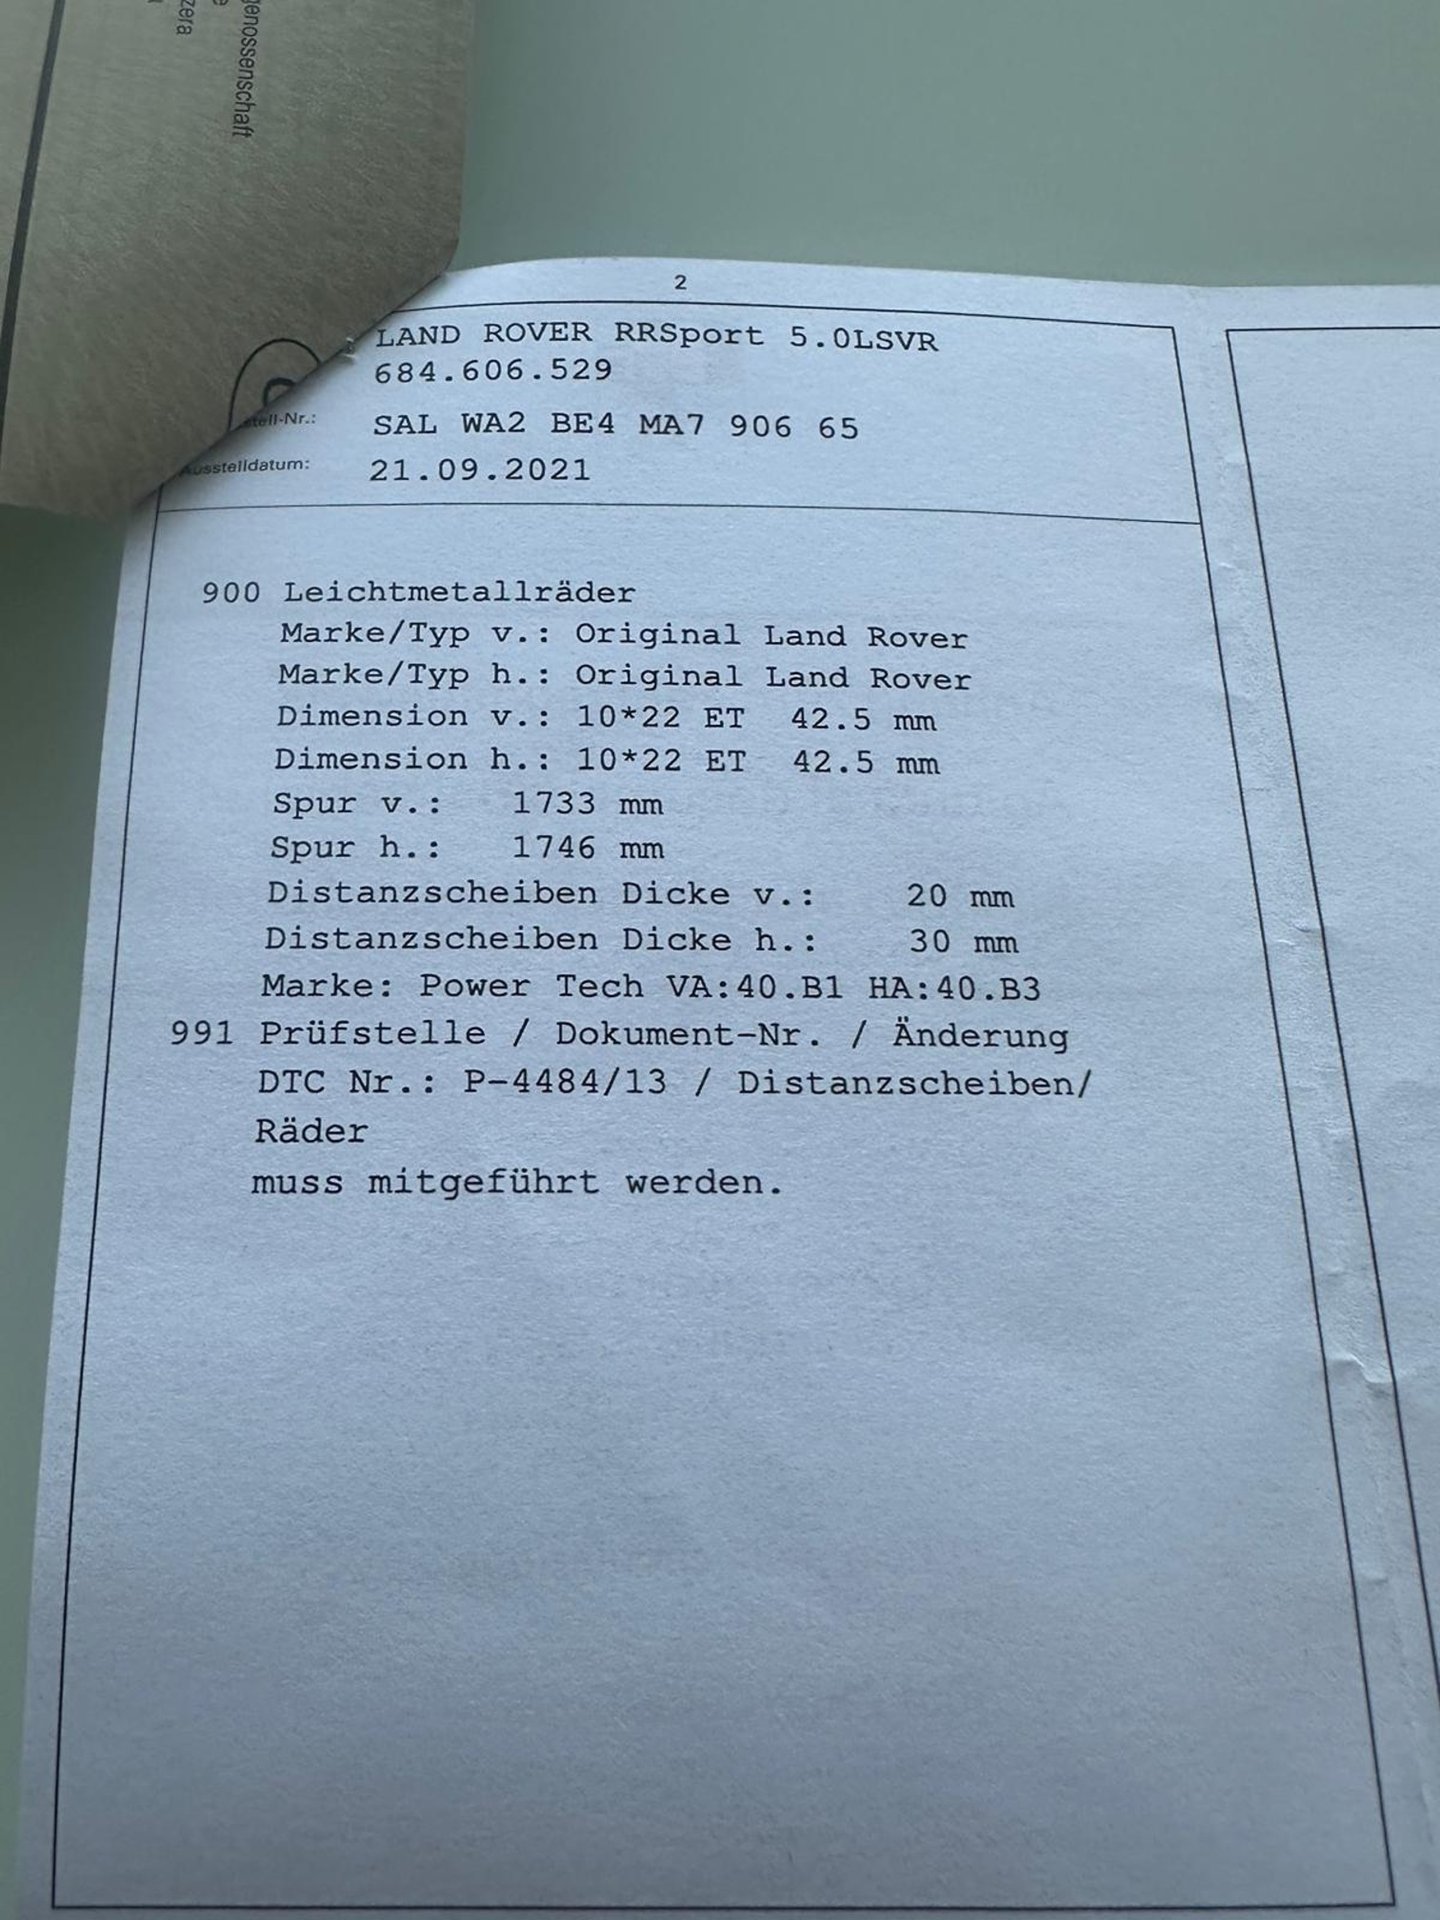 genossenschaft
zera
2
LAND ROVER RRSport 5.0LSVR
684.606.529
stell-Nr.: SAL WA2 BE4 MA7 906 65
Ausstelldatum: 21.09.2021
900 Leichtmetallräder
Marke/Typ v.: Original Land Rover
Marke/Typ h.: Original Land Rover
Dimension v.: 10*22 ET 42.5 mm
Dimension h.: 10*22 ET 42.5 mm
Spur v.: 1733 mm
Spur h.: 1746 mm
Distanzscheiben Dicke v.: 20 mm
Distanzscheiben Dicke h.: 30 mm
Marke: Power Tech VA:40.B1 HA:40.B3
991 Prüfstelle / Dokument-Nr. / Änderung
DTC Nr.: P-4484/13 / Distanzscheiben/
Räder
muss mitgeführt werden.